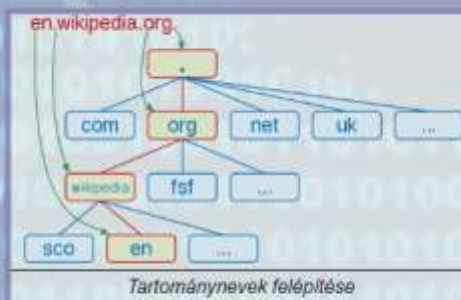 en.wikipedia.org
.
com org net uk ...
wikipedia fsf ...
sco en ...
Tartománynevek felépítése